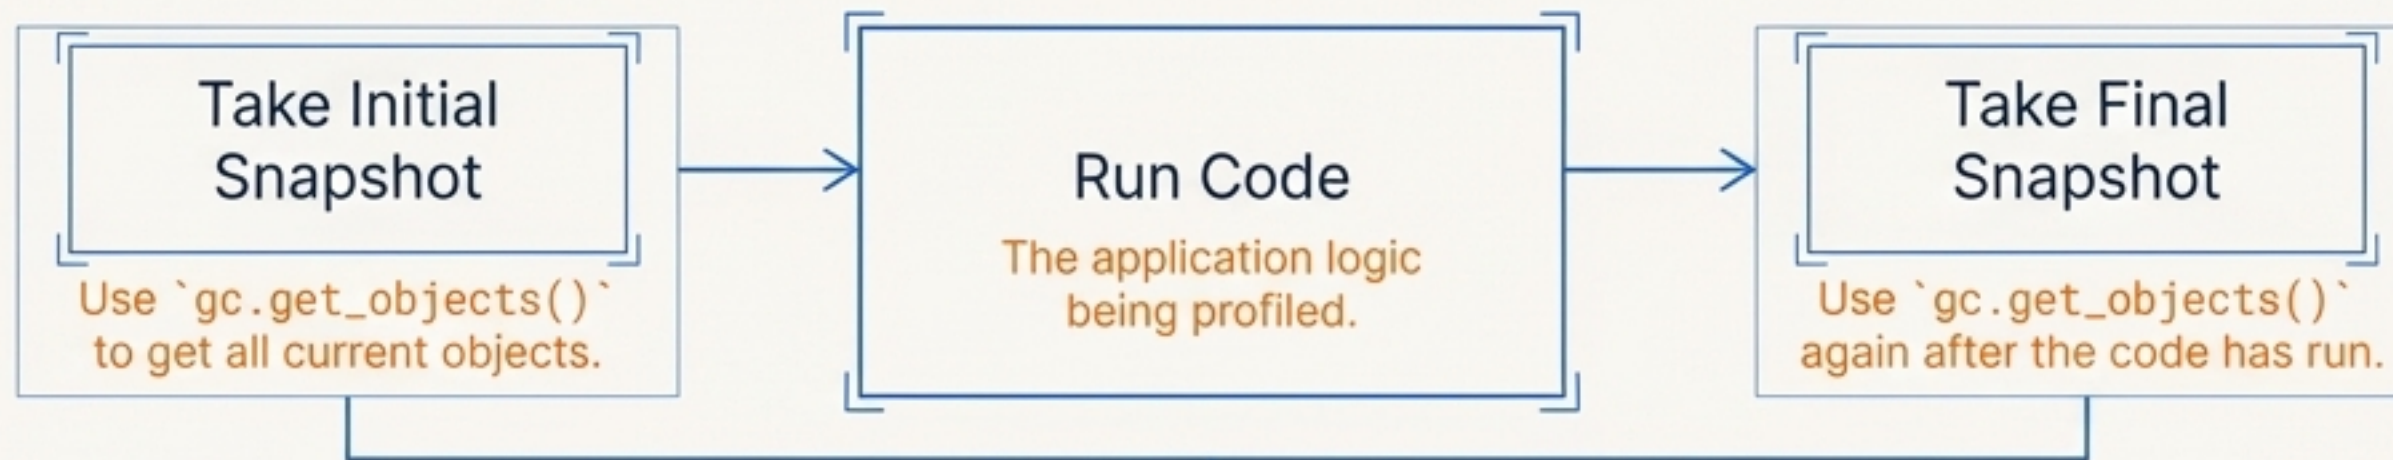 Take Initial
Snapshot
Use `gc.get_objects()`
to get all current objects.
Run Code
The application logic
being profiled.
Take Final
Snapshot
Use `gc.get_objects()`
again after the code has run.